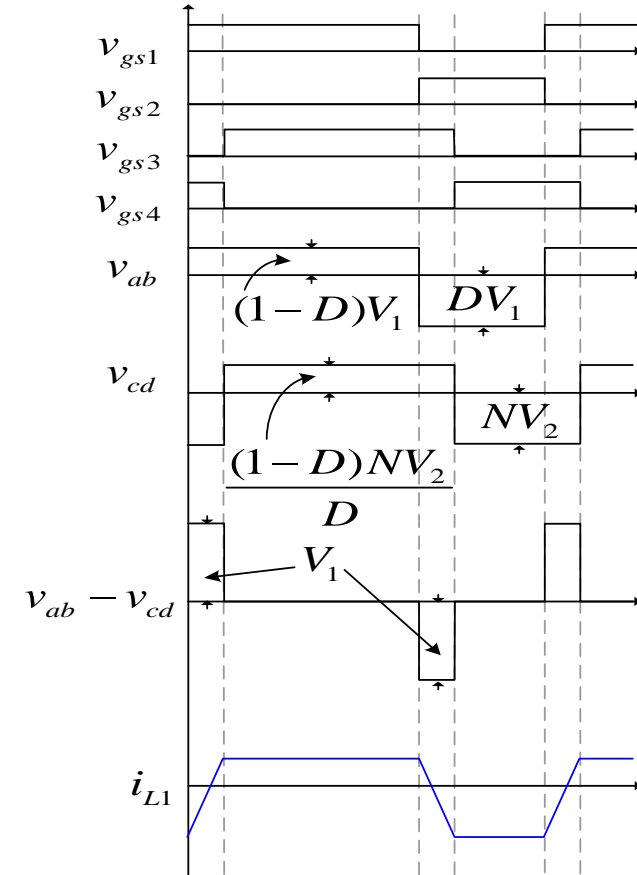 v_gs1
v_gs2
v_gs3
v_gs4
v_ab
(1-D)V_1
DV_1
v_cd
NV_2
(1-D)NV_2
D
V_1
v_ab - v_cd
i_L1